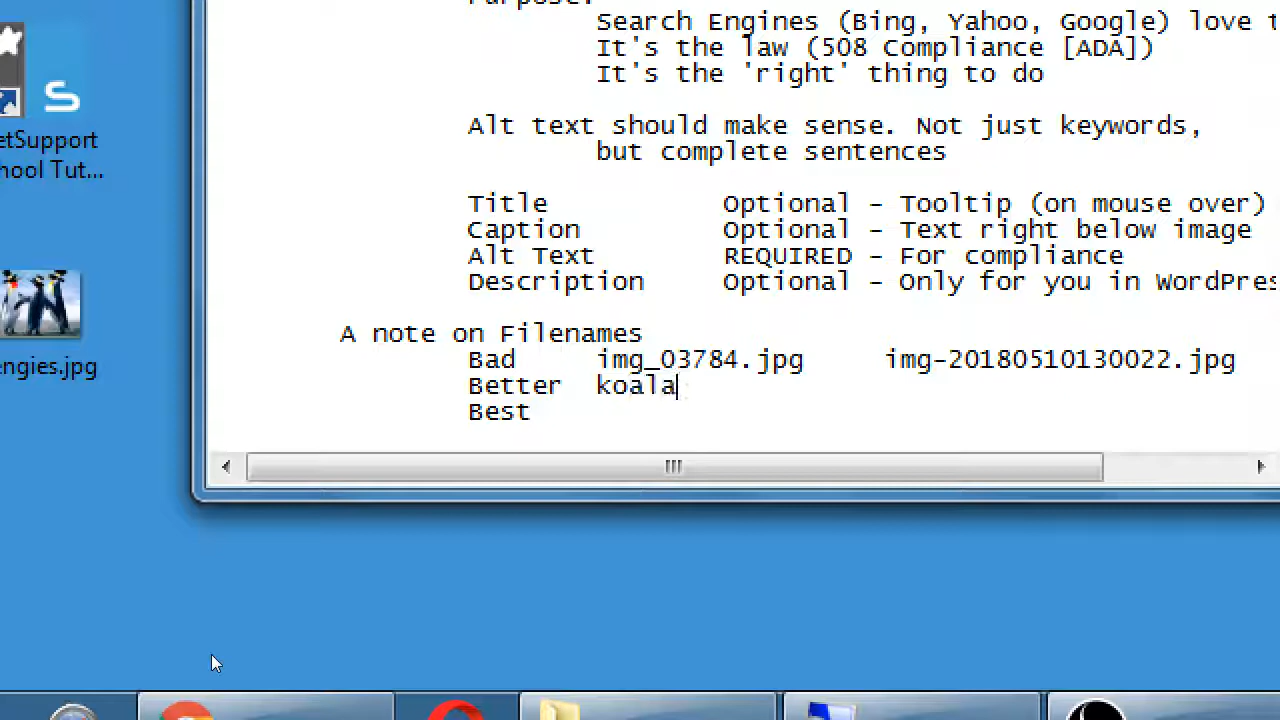 Purpose:
Search Engines (Bing, Yahoo, Google) love t
It's the law (508 Compliance [ADA])
It's the 'right' thing to do
Alt text should make sense. Not just keywords,
but complete sentences
Title Optional – Tooltip (on mouse over)
Caption Optional – Text right below image
Alt Text REQUIRED – For compliance
Description Optional – Only for you in WordPres
A note on Filenames
Bad img_03784.jpg img-20180510130022.jpg
Better koala
Best
S
etSupport
hool Tut...
engies.jpg